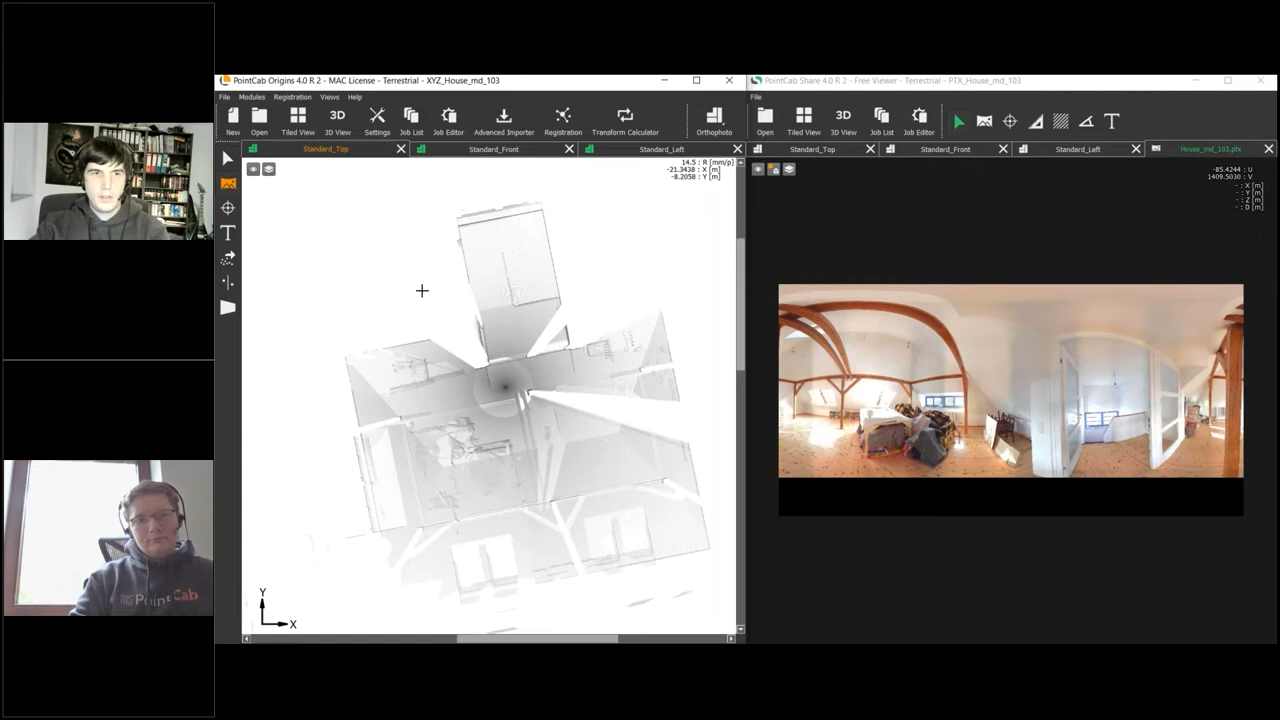 PointCab Origins 4.0 R 2 - MAC License - Terrestrial - XYZ_House_md_103
File Modules Registration Views Help
New Open Tiled View 3D View Settings Job List Job Editor Advanced Importer Registration Transform Calculator Orthophoto
3D
Standard_Top Standard_Front Standard_Left
14.5 : R [mm/p]
-21.3438 : X [m]
-8.2058 : Y [m]
T
Y
X
PointCab Share 4.0 R 2 - Free Viewer - Terrestrial - PTX_House_md_103
File
3D T
Open Tiled View 3D View Job List Job Editor
Standard_Top Standard_Front Standard_Left House_md_103.ptx
-85.4244 : U
1409.5030 : V
- : X [m]
- : Y [m]
- : Z [m]
- : D [m]
PointCab